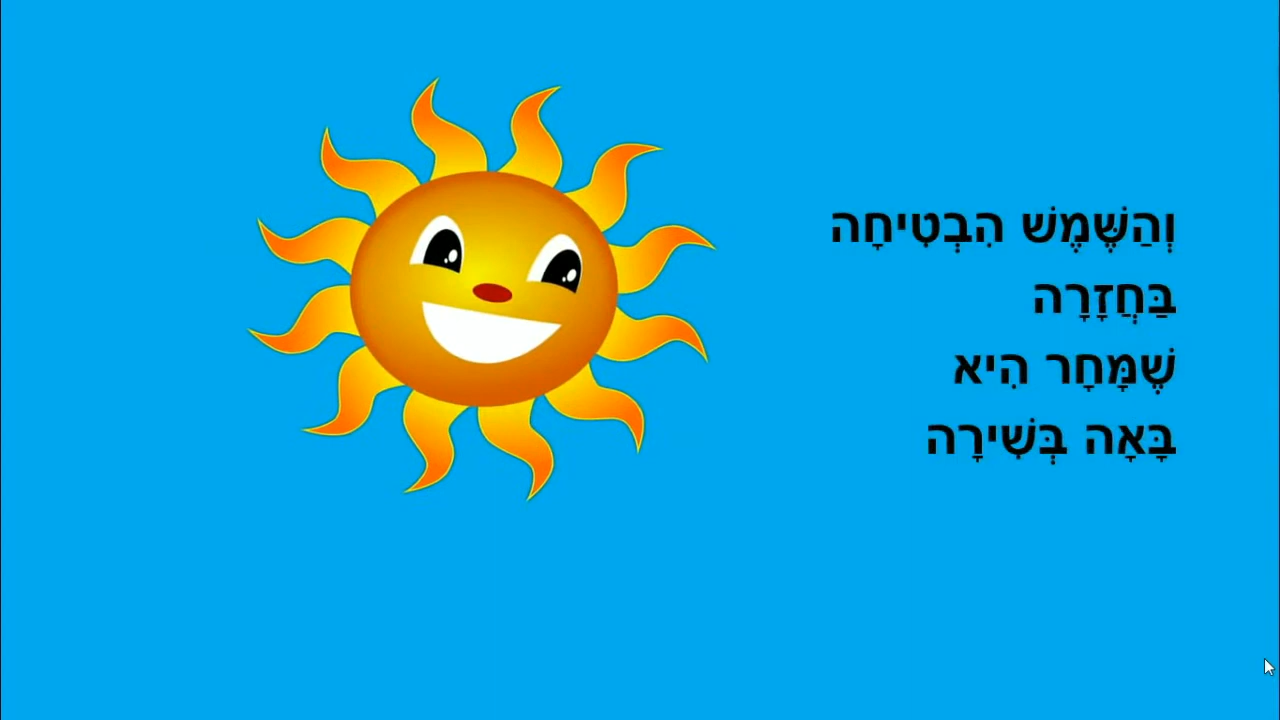 וְהַשֶּׁמֶשׁ הִבְטִיחָה
בַּחֲזָרָה
שֶׁמָּחָר הִיא
בָּאָה בְּשִׁירָה